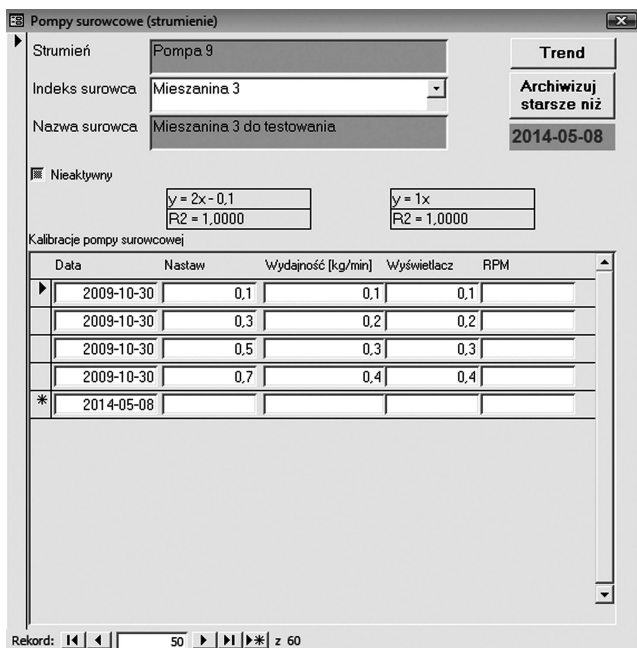 Pompy surowcowe (strumienie)
Strumień Pompa 9 Trend
Indeks surowca Mieszanina 3 Archiwizuj starsze niż
Nazwa surowca Mieszanina 3 do testowania 2014-05-08
Nieaktywny
y = 2x - 0,1 y = 1x
R2 = 1,0000 R2 = 1,0000
Kalibracje pompy surowcowej
Data Nastaw Wydajność [kg/min] Wyświetlacz RPM
2009-10-30 0,1 0,1 0,1
2009-10-30 0,3 0,2 0,2
2009-10-30 0,5 0,3 0,3
2009-10-30 0,7 0,4 0,4
2014-05-08
Rekord: 50 z 60